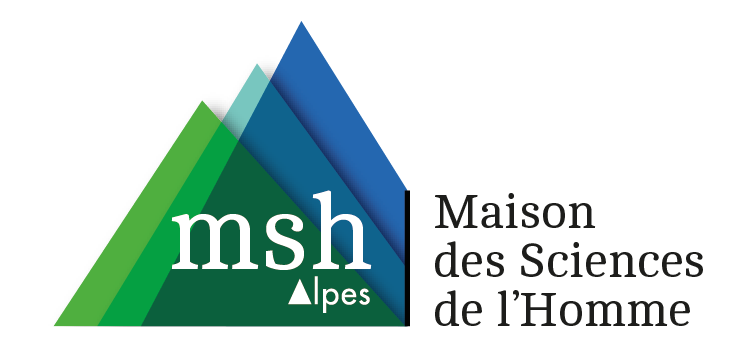 msh
Alpes
Maison
des Sciences
de l’Homme